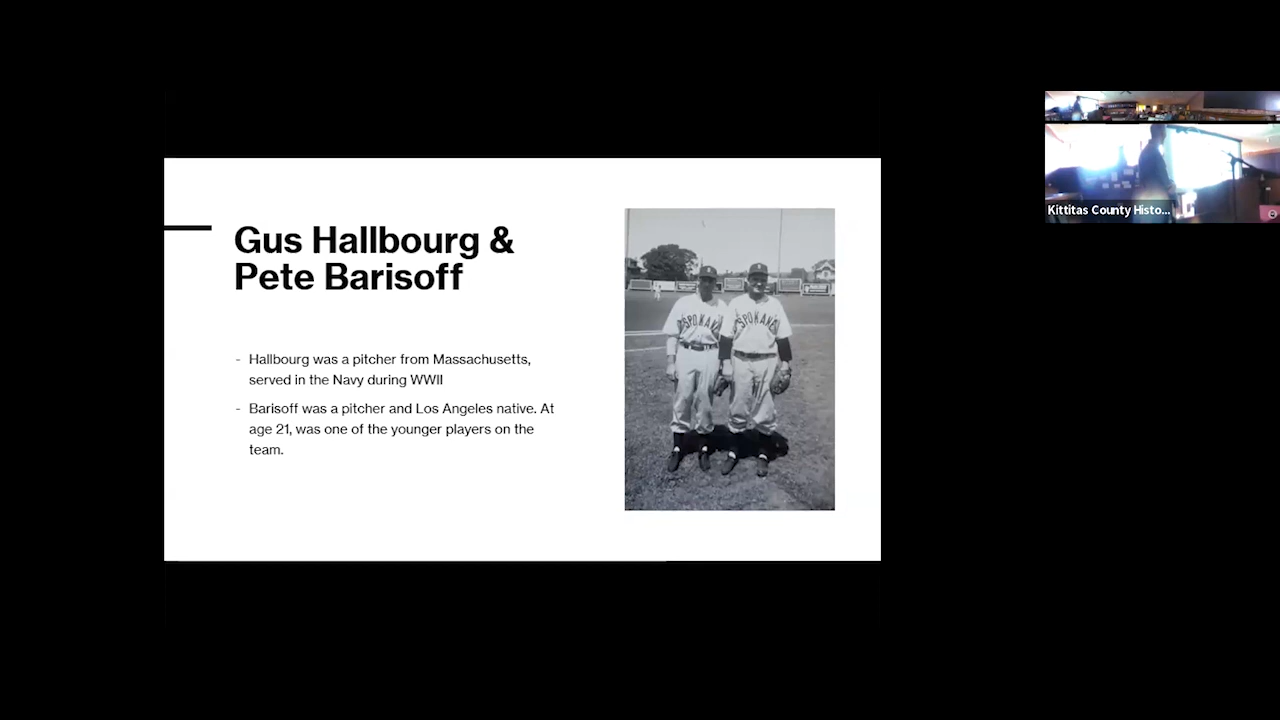 Gus Hallbourg &
Pete Barisoff
- Hallbourg was a pitcher from Massachusetts,
served in the Navy during WWII
- Barisoff was a pitcher and Los Angeles native. At
age 21, was one of the younger players on the
team.
SPOKANE
SPOKANE
Kittitas County Histo...